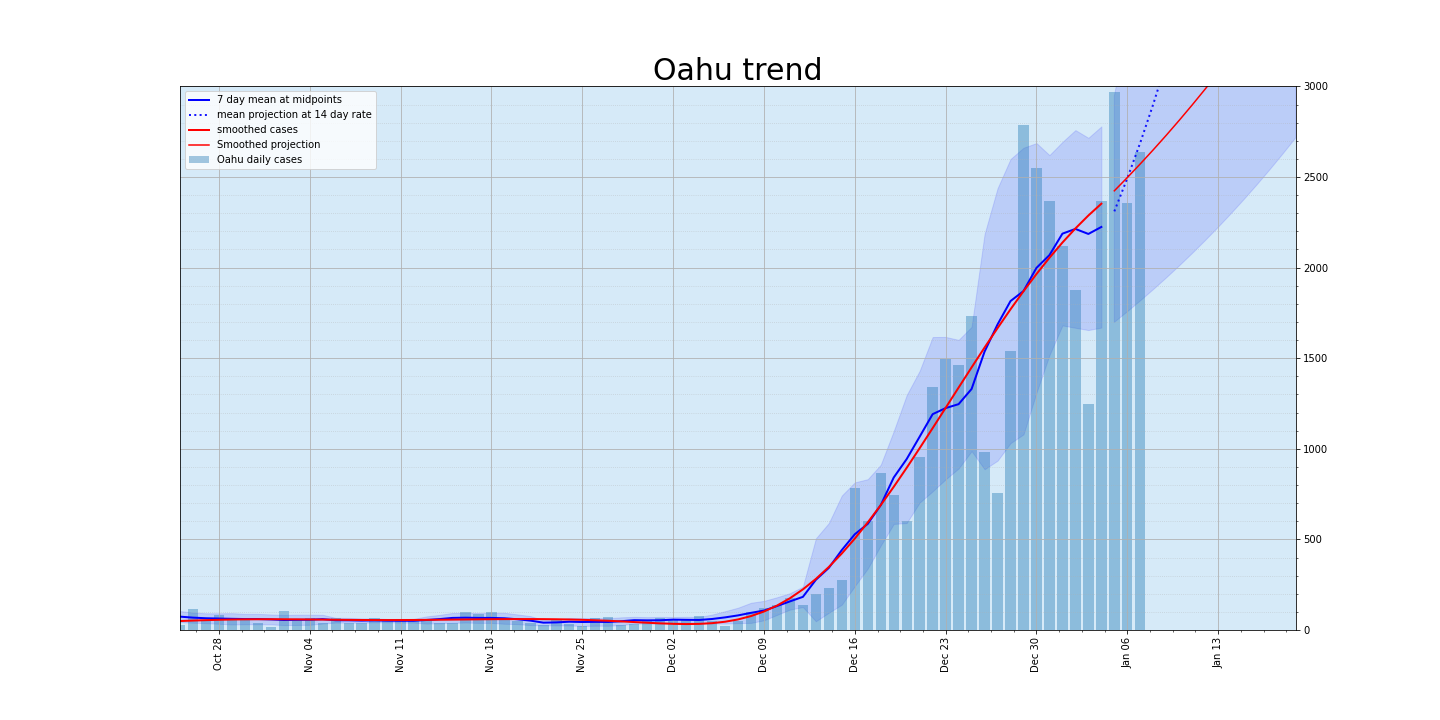 Oahu trend
7 day mean at midpoints
mean projection at 14 day rate
smoothed cases
Smoothed projection
Oahu daily cases
3000
2500
2000
1500
1000
500
0
Oct 28
Nov 04
Nov 11
Nov 18
Nov 25
Dec 02
Dec 09
Dec 16
Dec 23
Dec 30
Jan 06
Jan 13